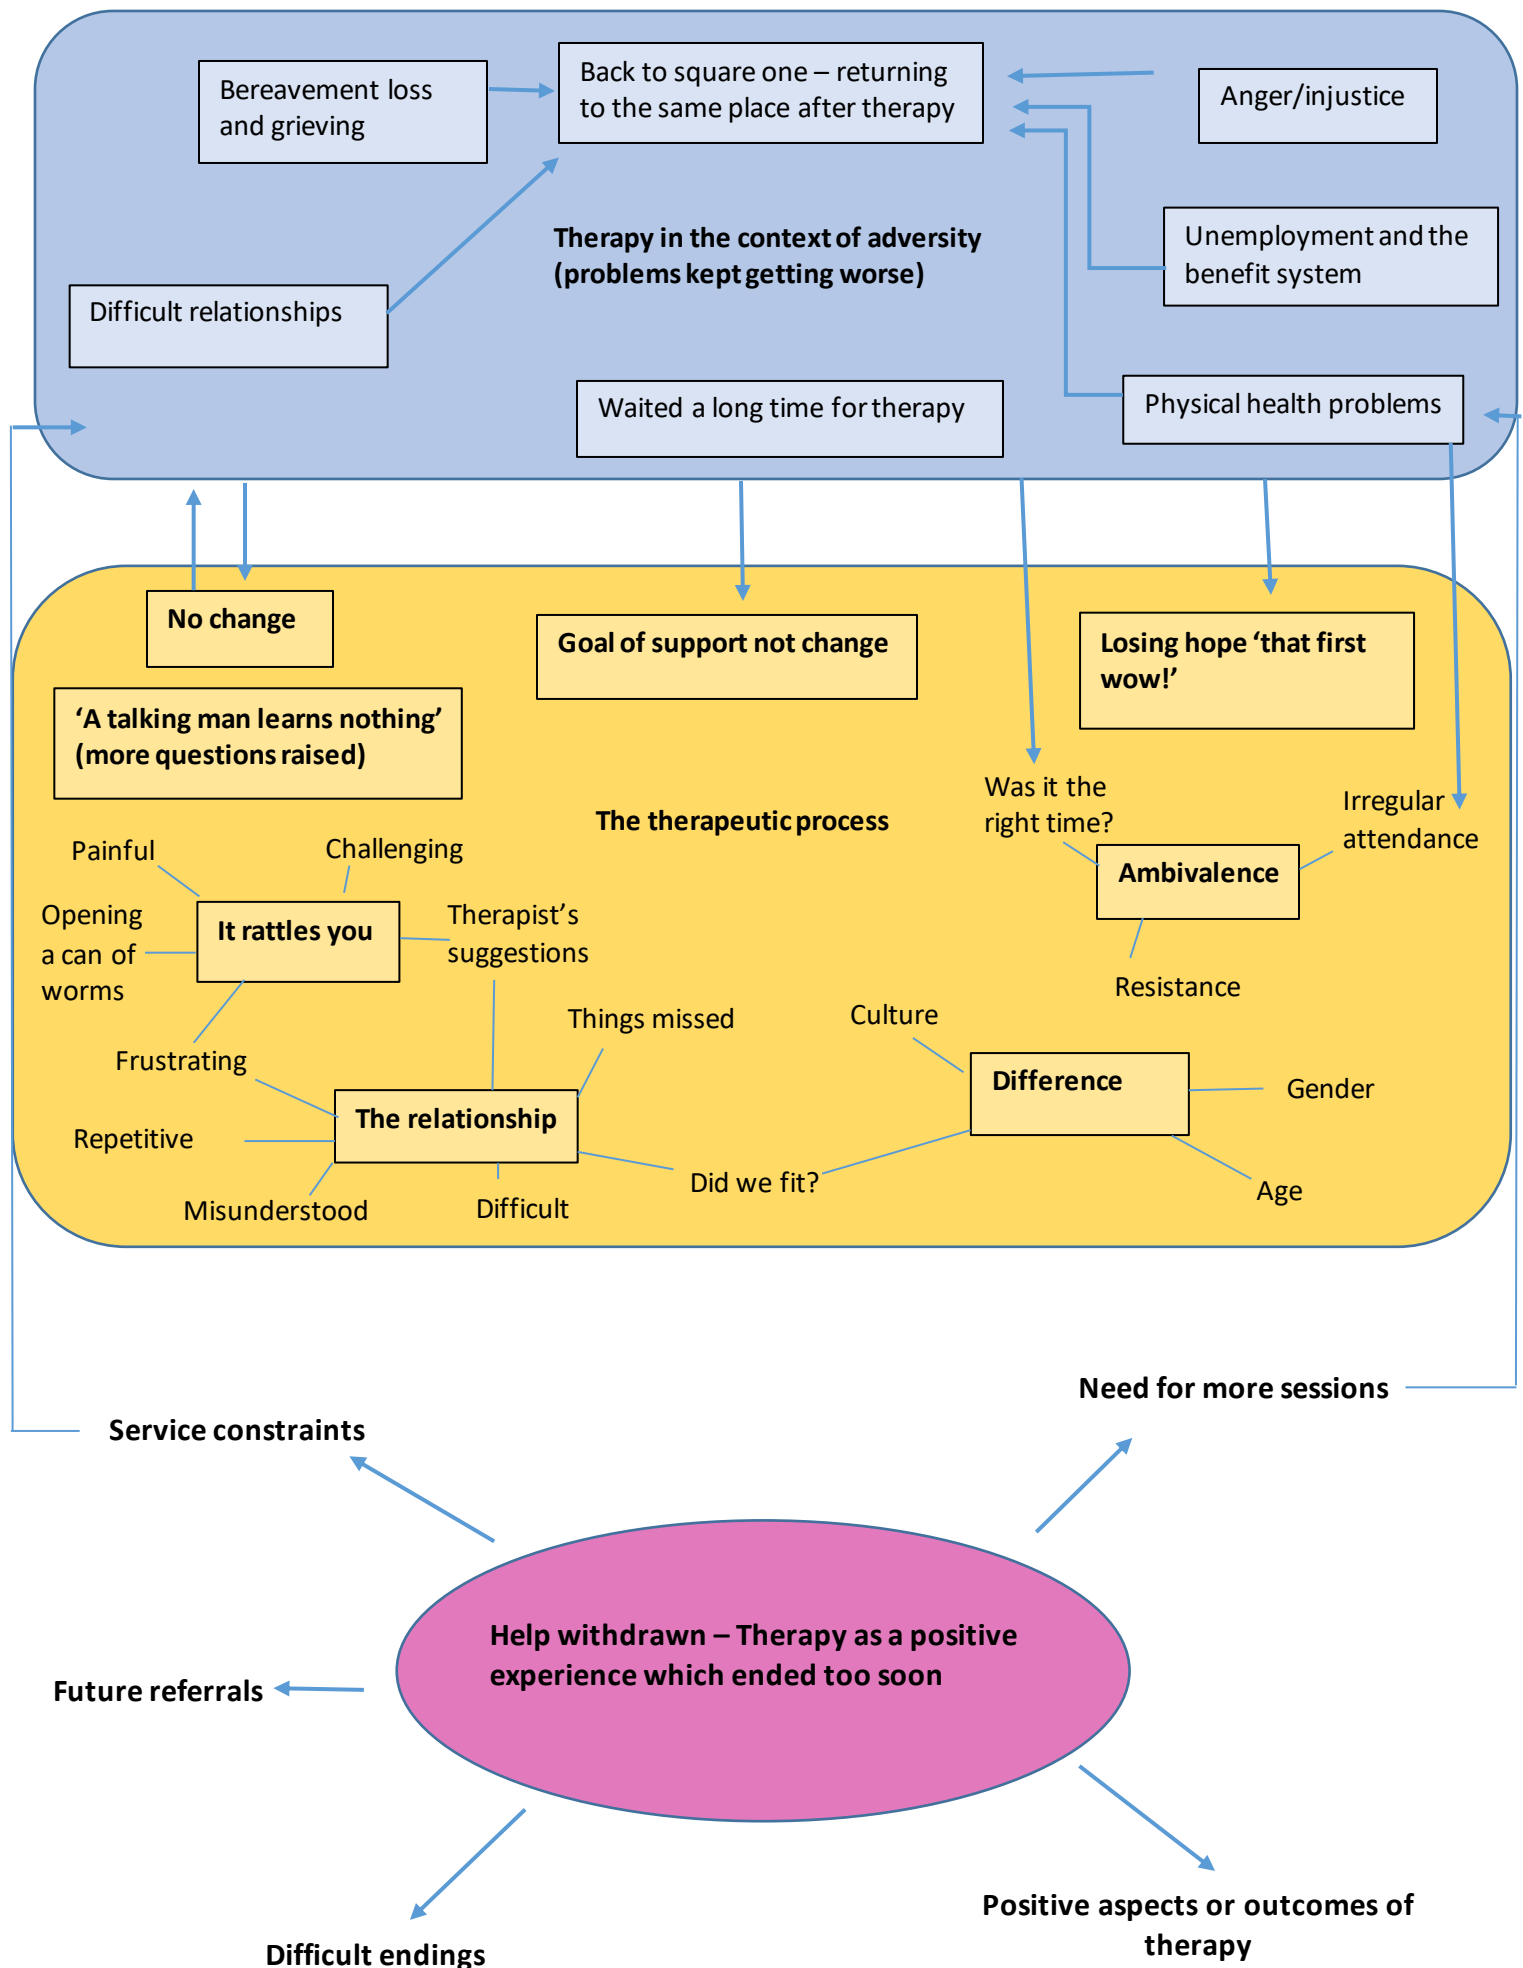 Bereavement loss
and grieving
Back to square one – returning
to the same place after therapy
Anger/injustice
Therapy in the context of adversity
(problems kept getting worse)
Unemployment and the
benefit system
Difficult relationships
Waited a long time for therapy
Physical health problems
No change
Goal of support not change
Losing hope ‘that first
wow!’
‘A talking man learns nothing’
(more questions raised)
The therapeutic process
Was it the
right time?
Irregular
attendance
Painful
Challenging
Ambivalence
Opening
a can of
worms
It rattles you
Therapist’s
suggestions
Resistance
Things missed
Culture
Frustrating
Difference
Gender
The relationship
Repetitive
Did we fit?
Age
Misunderstood
Difficult
Need for more sessions
Service constraints
Help withdrawn – Therapy as a positive
experience which ended too soon
Future referrals
Positive aspects or outcomes of
therapy
Difficult endings